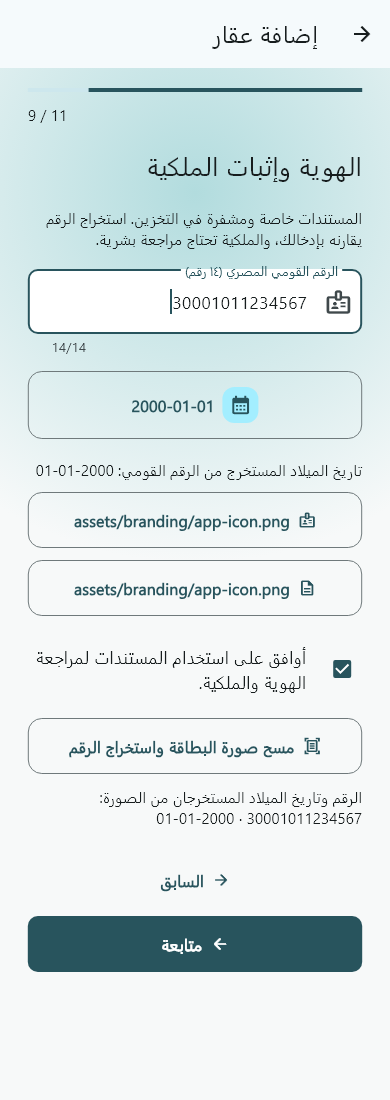 إضافة عقار
9 / 11
الهوية وإثبات الملكية
المستندات خاصة ومشفرة في التخزين. استخراج الرقم
يقارنه بإدخالك، والملكية تحتاج مراجعة بشرية.
الرقم القومي المصري (١٤ رقم)
30001011234567
14/14
2000-01-01
تاريخ الميلاد المستخرج من الرقم القومي: 2000-01-01
assets/branding/app-icon.png
assets/branding/app-icon.png
أوافق على استخدام المستندات لمراجعة
الهوية والملكية.
مسح صورة البطاقة واستخراج الرقم
الرقم وتاريخ الميلاد المستخرجان من الصورة:
30001011234567 · 2000-01-01
السابق
متابعة